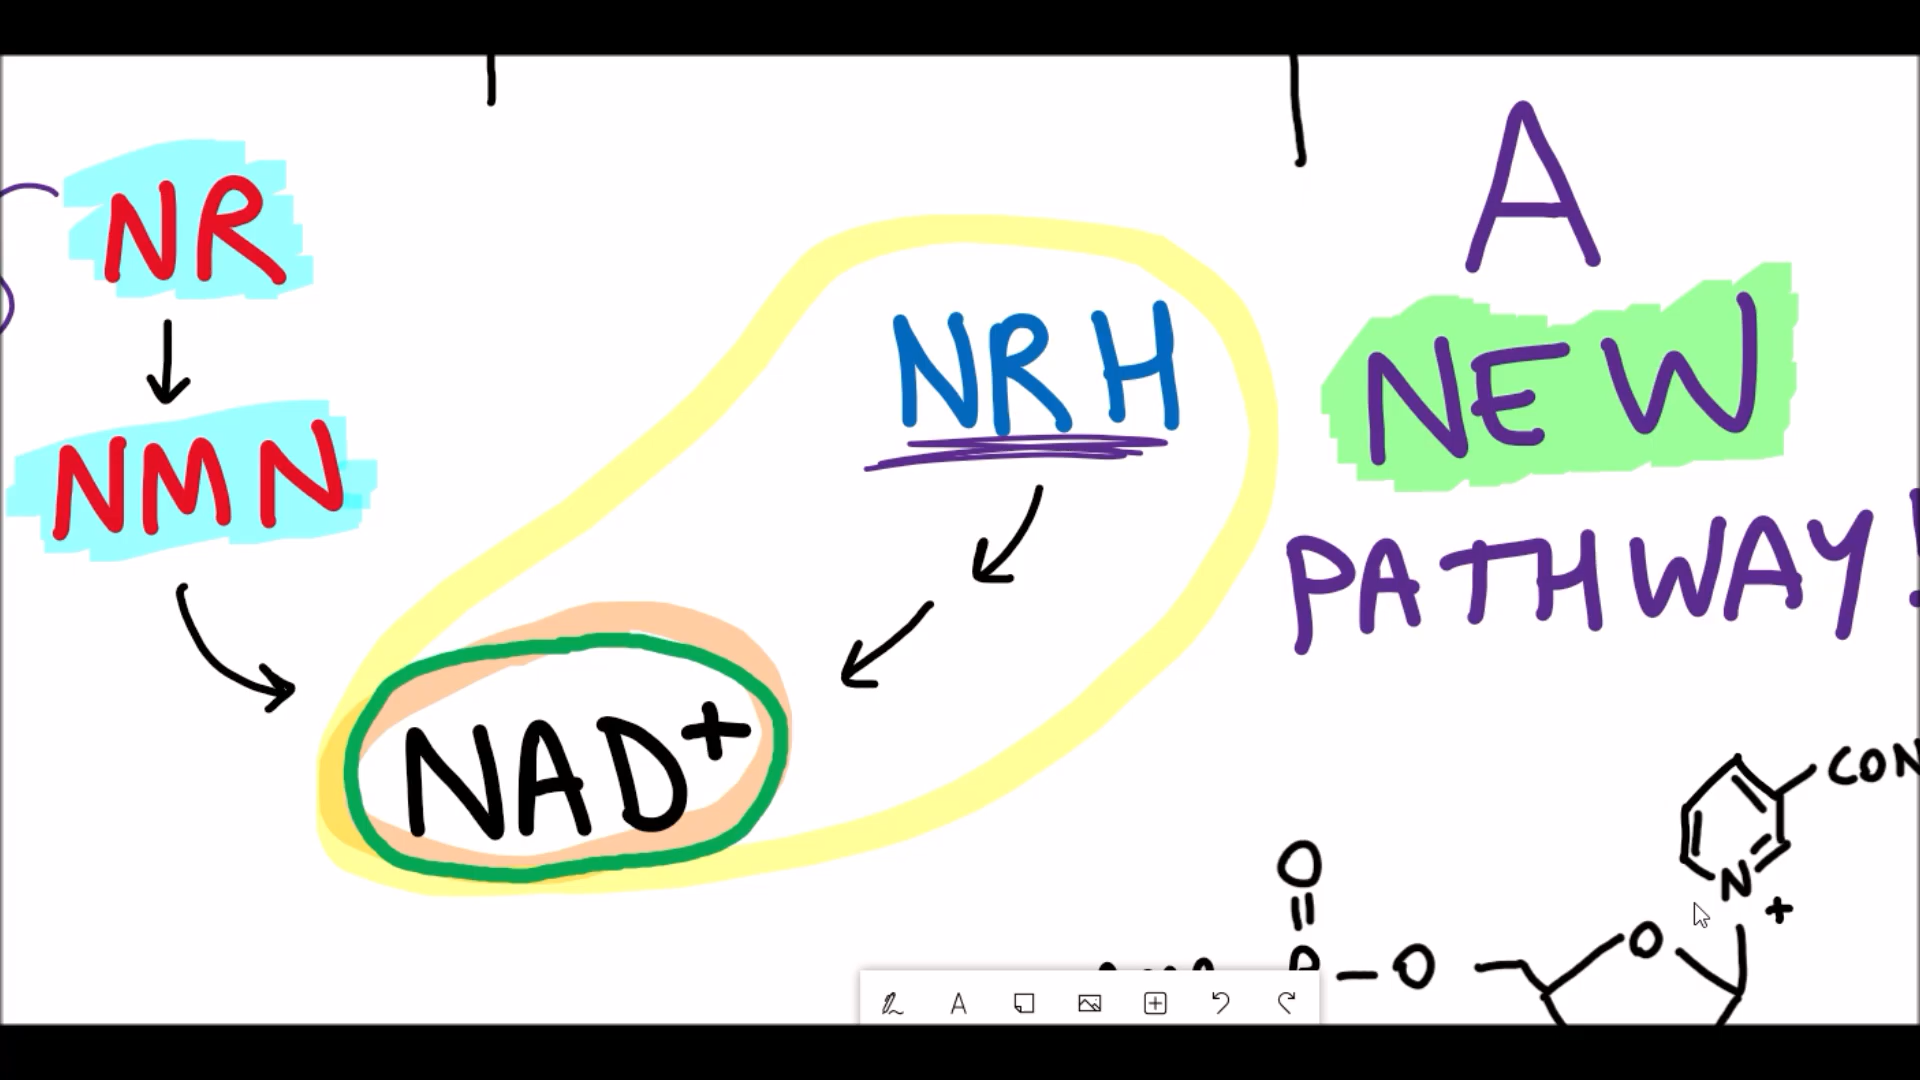 NR
NMN
NRH
NAD+
A
NEW
PATHWAY!
CON
N
+
O
O
P - O
A